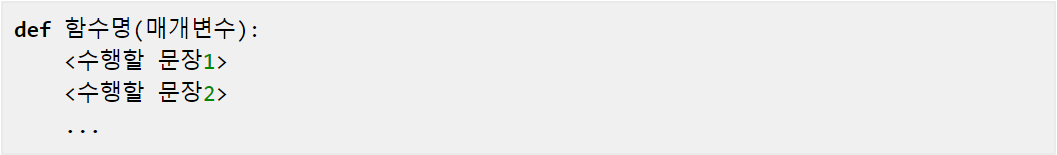 def 함수명(매개변수):
    <수행할 문장1>
    <수행할 문장2>
    ...